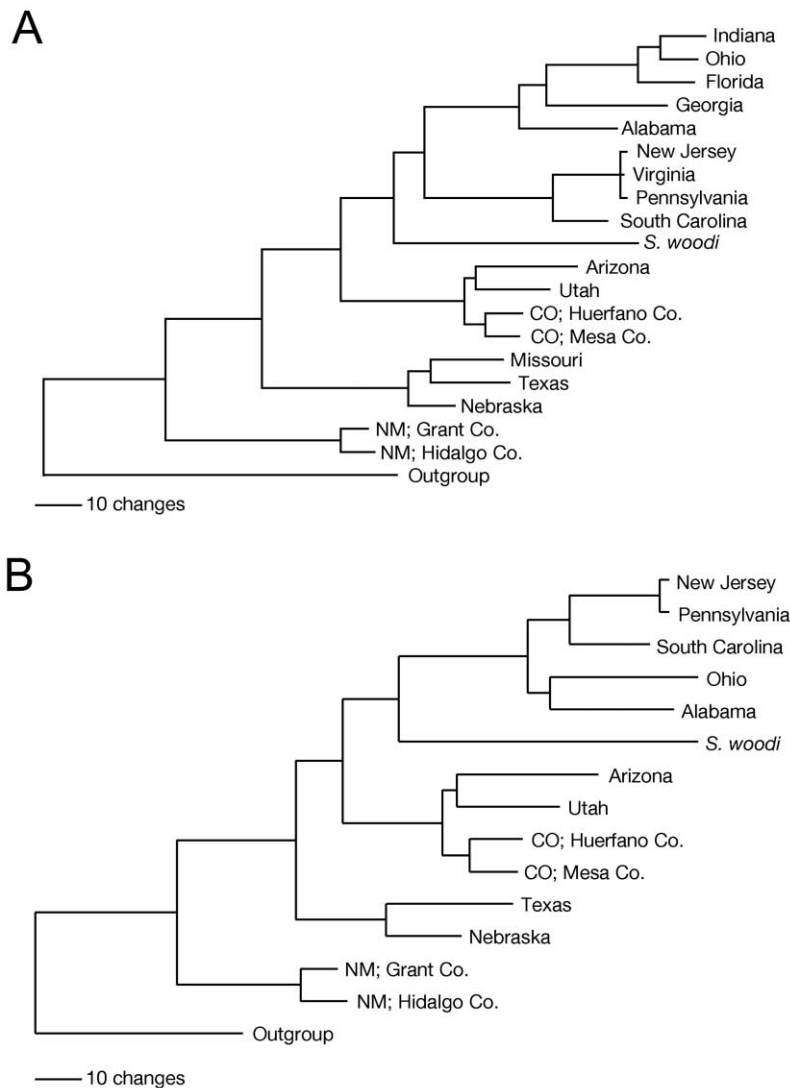 A
Indiana
Ohio
Florida
Georgia
Alabama
New Jersey
Virginia
Pennsylvania
South Carolina
S. woodi
Arizona
Utah
CO; Huerfano Co.
CO; Mesa Co.
Missouri
Texas
Nebraska
NM; Grant Co.
NM; Hidalgo Co.
Outgroup
10 changes
B
New Jersey
Pennsylvania
South Carolina
Ohio
Alabama
S. woodi
Arizona
Utah
CO; Huerfano Co.
CO; Mesa Co.
Texas
Nebraska
NM; Grant Co.
NM; Hidalgo Co.
Outgroup
10 changes